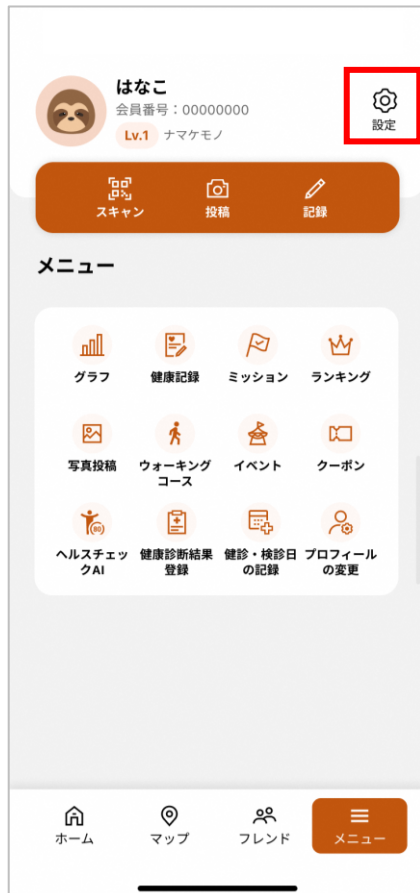 はなこ
会員番号：00000000
Lv.1 ナマケモノ
設定
スキャン 投稿 記録
メニュー
グラフ 健康記録 ミッション ランキング
写真投稿 ウォーキング イベント クーポン
コース
ヘルスチェッ 健康診断結果 健診・検診日 プロフィール
クAI 登録 の記録 の変更
ホーム マップ フレンド メニュー